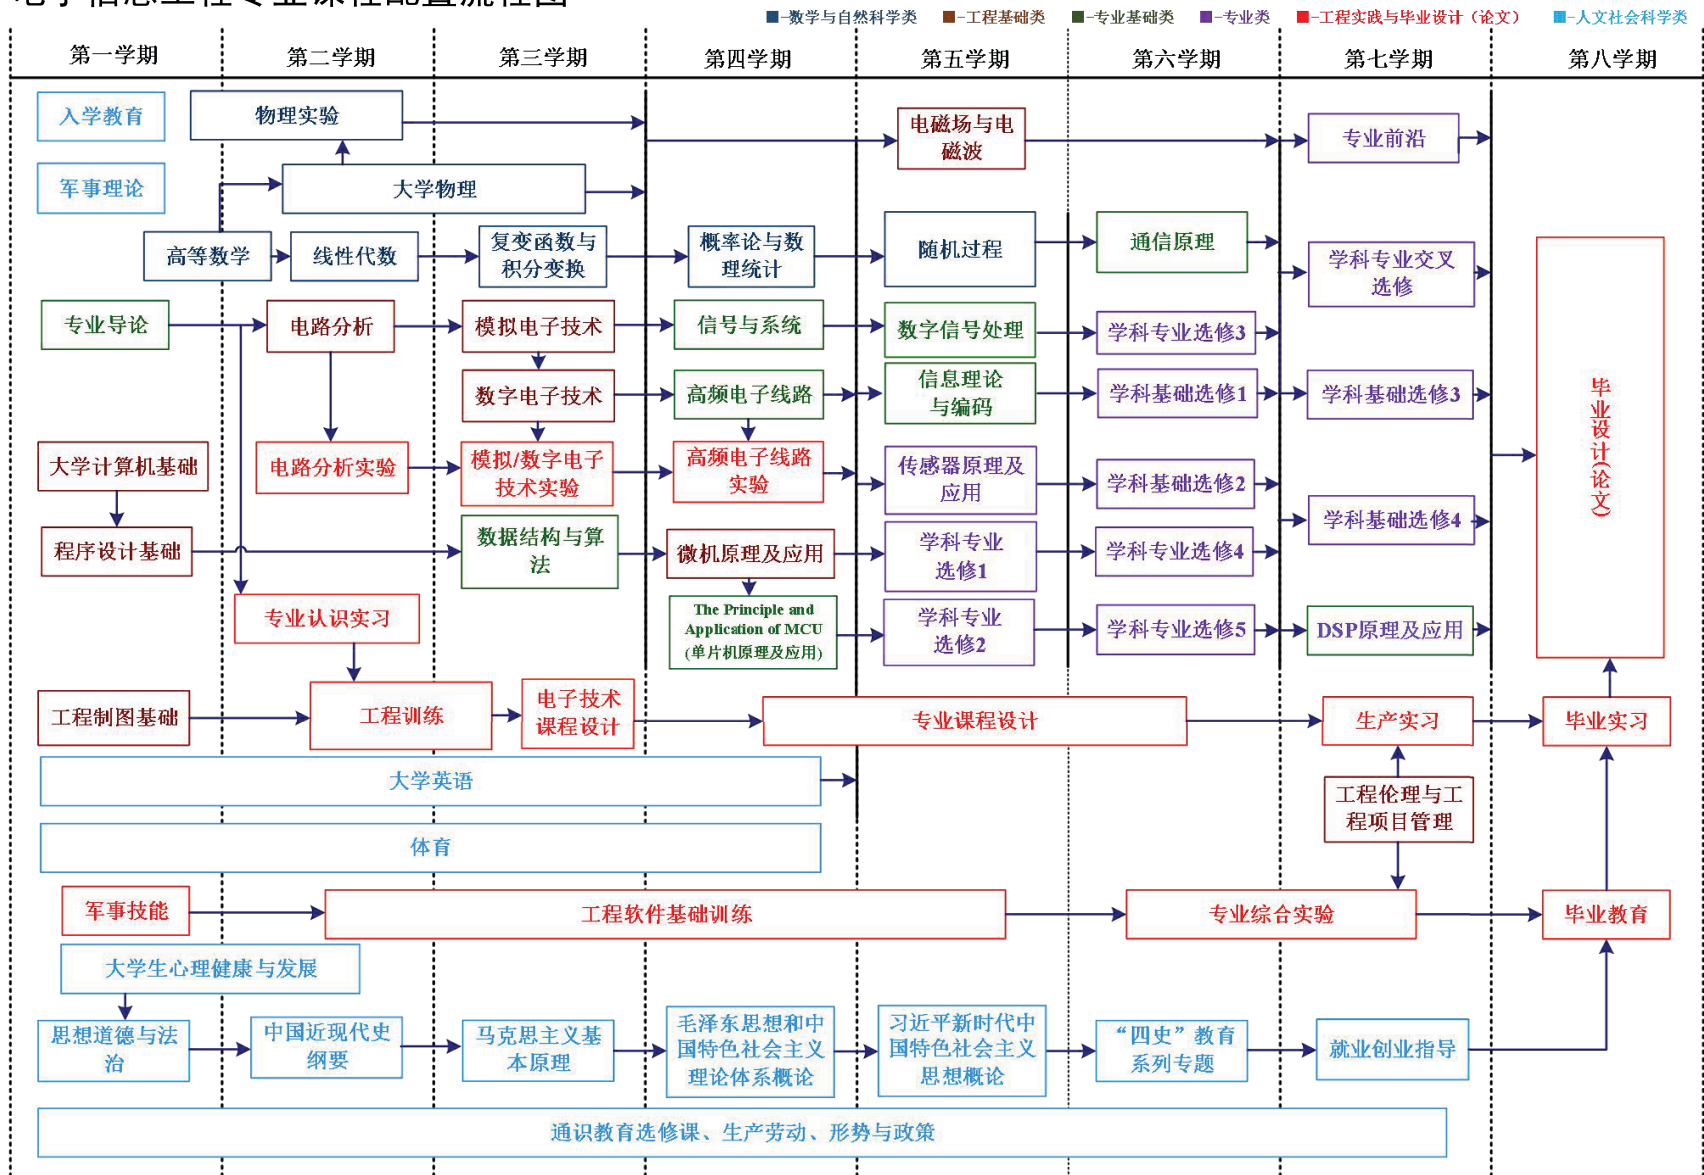 电子信息工程专业课程配置流程图
■-数学与自然科学类 ■-工程基础类 ■-专业基础类 ■-专业类 ■-工程实践与毕业设计（论文） ■-人文社会科学类
第一学期 第二学期 第三学期 第四学期 第五学期 第六学期 第七学期 第八学期
入学教育
物理实验
电磁场与电
磁波
专业前沿
军事理论
大学物理
高等数学
线性代数
复变函数与
积分变换
概率论与数
理统计
随机过程
通信原理
学科专业交叉
选修
专业导论
电路分析
模拟电子技术
信号与系统
数字信号处理
学科专业选修3
数字电子技术
高频电子线路
信息理论
与编码
学科基础选修1
学科基础选修3
毕业设计(论文)
大学计算机基础
电路分析实验
模拟/数字电子
技术实验
高频电子线路
实验
传感器原理及
应用
学科基础选修2
学科基础选修4
程序设计基础
数据结构与算
法
微机原理及应用
学科专业
选修1
学科专业选修4
专业认识实习
The Principle and
Application of MCU
(单片机原理及应用)
学科专业
选修2
学科专业选修5
DSP原理及应用
工程制图基础
工程训练
电子技术
课程设计
专业课程设计
生产实习
毕业实习
大学英语
工程伦理与工
程项目管理
体育
军事技能
工程软件基础训练
专业综合实验
毕业教育
大学生心理健康与发展
思想道德与法
治
中国近现代史
纲要
马克思主义基
本原理
毛泽东思想和中
国特色社会主义
理论体系概论
习近平新时代中
国特色社会主义
思想概论
“四史”教育
系列专题
就业创业指导
通识教育选修课、生产劳动、形势与政策